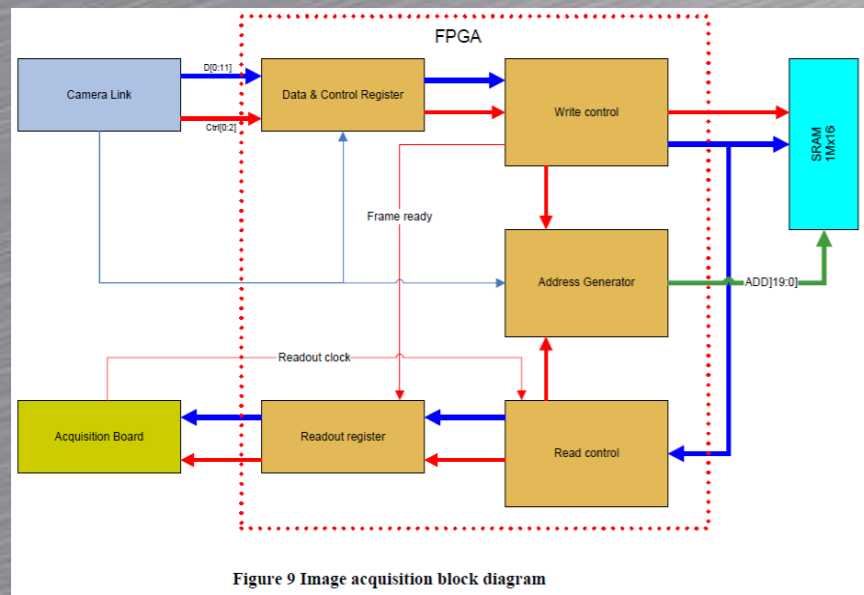 FPGA
D[0:11]
Camera Link
Data & Control Register
Write control
SRAM
1Mx16
Ctrl[0:2]
Frame ready
Address Generator
ADD]19:0]
Readout clock
Acquisition Board
Readout register
Read control
Figure 9 Image acquisition block diagram